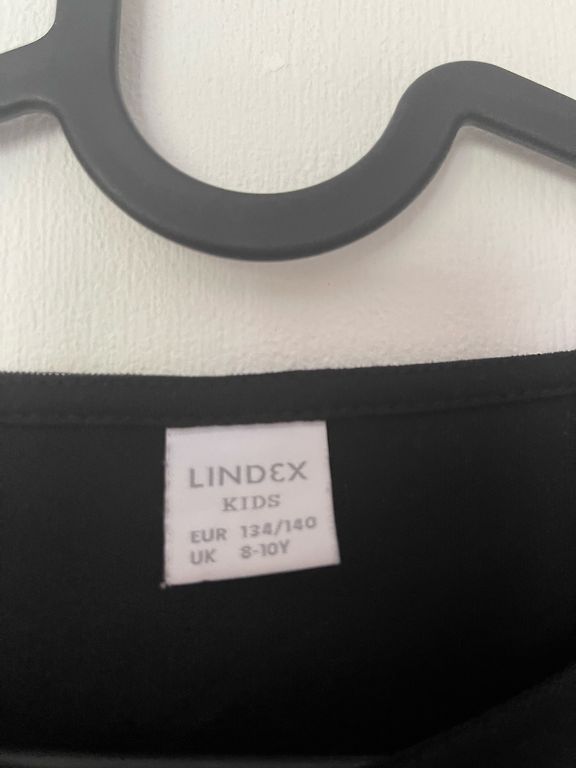 LINDEX
KIDS
EUR 134/140
UK 8-10Y